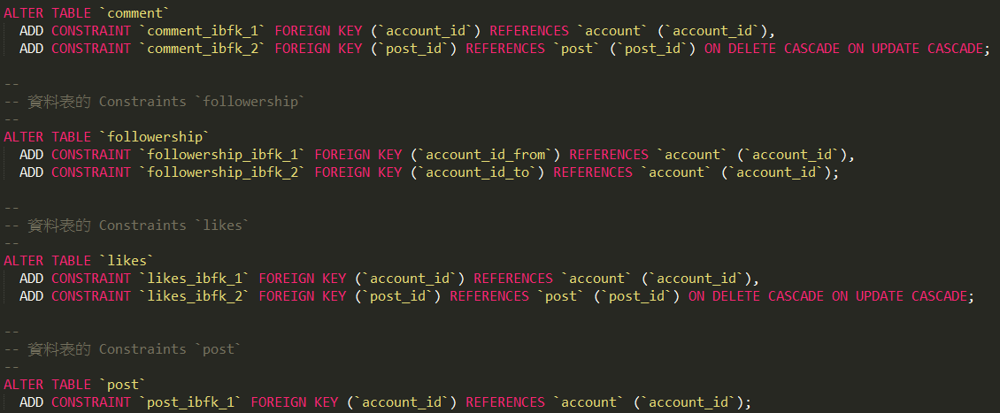 ALTER TABLE `comment`
  ADD CONSTRAINT `comment_ibfk_1` FOREIGN KEY (`account_id`) REFERENCES `account` (`account_id`),
  ADD CONSTRAINT `comment_ibfk_2` FOREIGN KEY (`post_id`) REFERENCES `post` (`post_id`) ON DELETE CASCADE ON UPDATE CASCADE;

--
-- 資料表的 Constraints `followership`
--
ALTER TABLE `followership`
  ADD CONSTRAINT `followership_ibfk_1` FOREIGN KEY (`account_id_from`) REFERENCES `account` (`account_id`),
  ADD CONSTRAINT `followership_ibfk_2` FOREIGN KEY (`account_id_to`) REFERENCES `account` (`account_id`);

--
-- 資料表的 Constraints `likes`
--
ALTER TABLE `likes`
  ADD CONSTRAINT `likes_ibfk_1` FOREIGN KEY (`account_id`) REFERENCES `account` (`account_id`),
  ADD CONSTRAINT `likes_ibfk_2` FOREIGN KEY (`post_id`) REFERENCES `post` (`post_id`) ON DELETE CASCADE ON UPDATE CASCADE;

--
-- 資料表的 Constraints `post`
--
ALTER TABLE `post`
  ADD CONSTRAINT `post_ibfk_1` FOREIGN KEY (`account_id`) REFERENCES `account` (`account_id`);